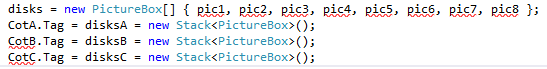 disks = new PictureBox[] { pic1, pic2, pic3, pic4, pic5, pic6, pic7, pic8 };
CotA.Tag = disksA = new Stack<PictureBox>();
CotB.Tag = disksB = new Stack<PictureBox>();
CotC.Tag = disksC = new Stack<PictureBox>();